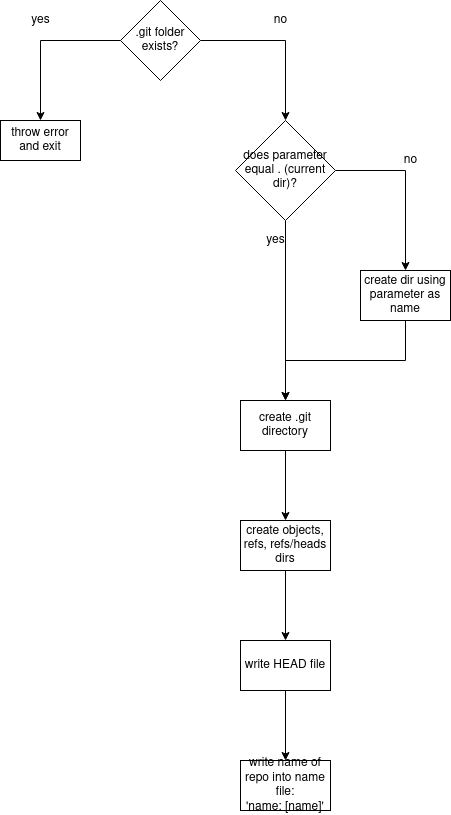 yes
no
.git folder
exists?
throw error
and exit
does parameter
equal . (current
dir)?
no
yes
create dir using
parameter as
name
create .git
directory
create objects,
refs, refs/heads
dirs
write HEAD file
write name of
repo into name
file:
'name: [name]'